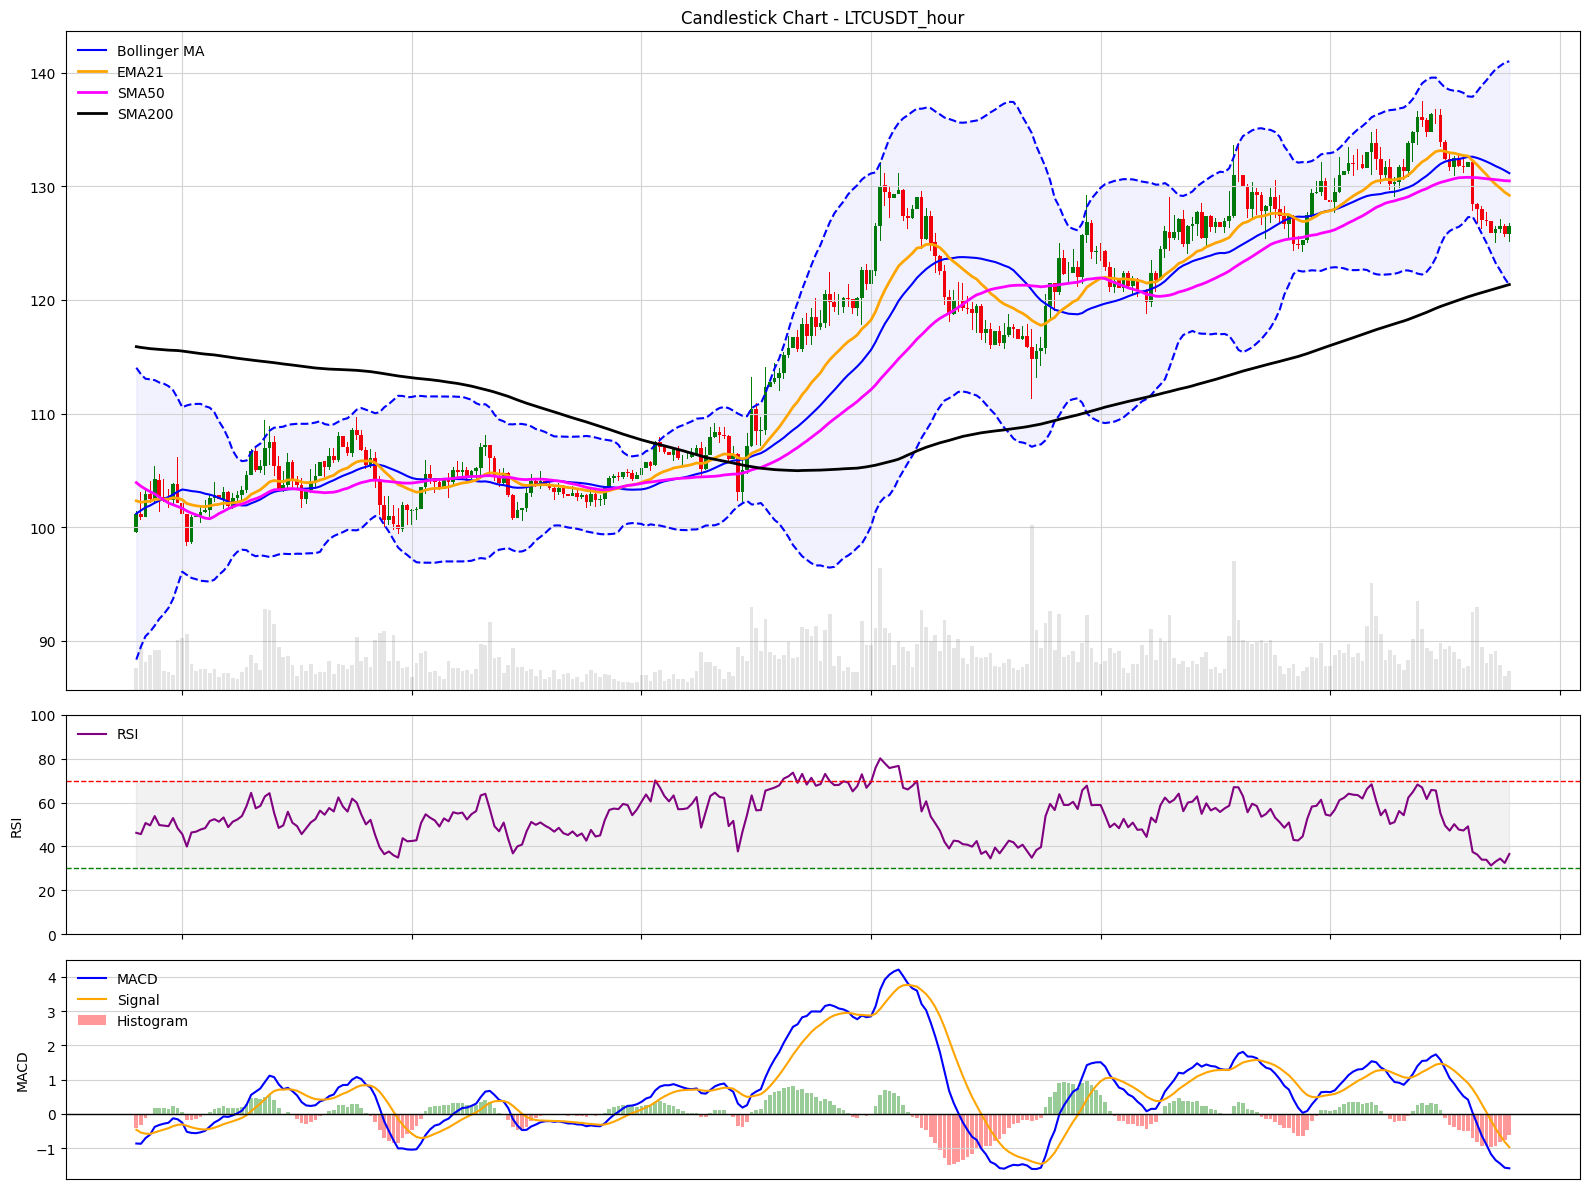 Candlestick Chart - LTCUSDT_hour
Bollinger MA
EMA21
SMA50
SMA200
140
130
120
110
100
90
RSI
100
80
60
40
20
0
RSI
MACD
Signal
Histogram
4
3
2
1
0
−1
MACD